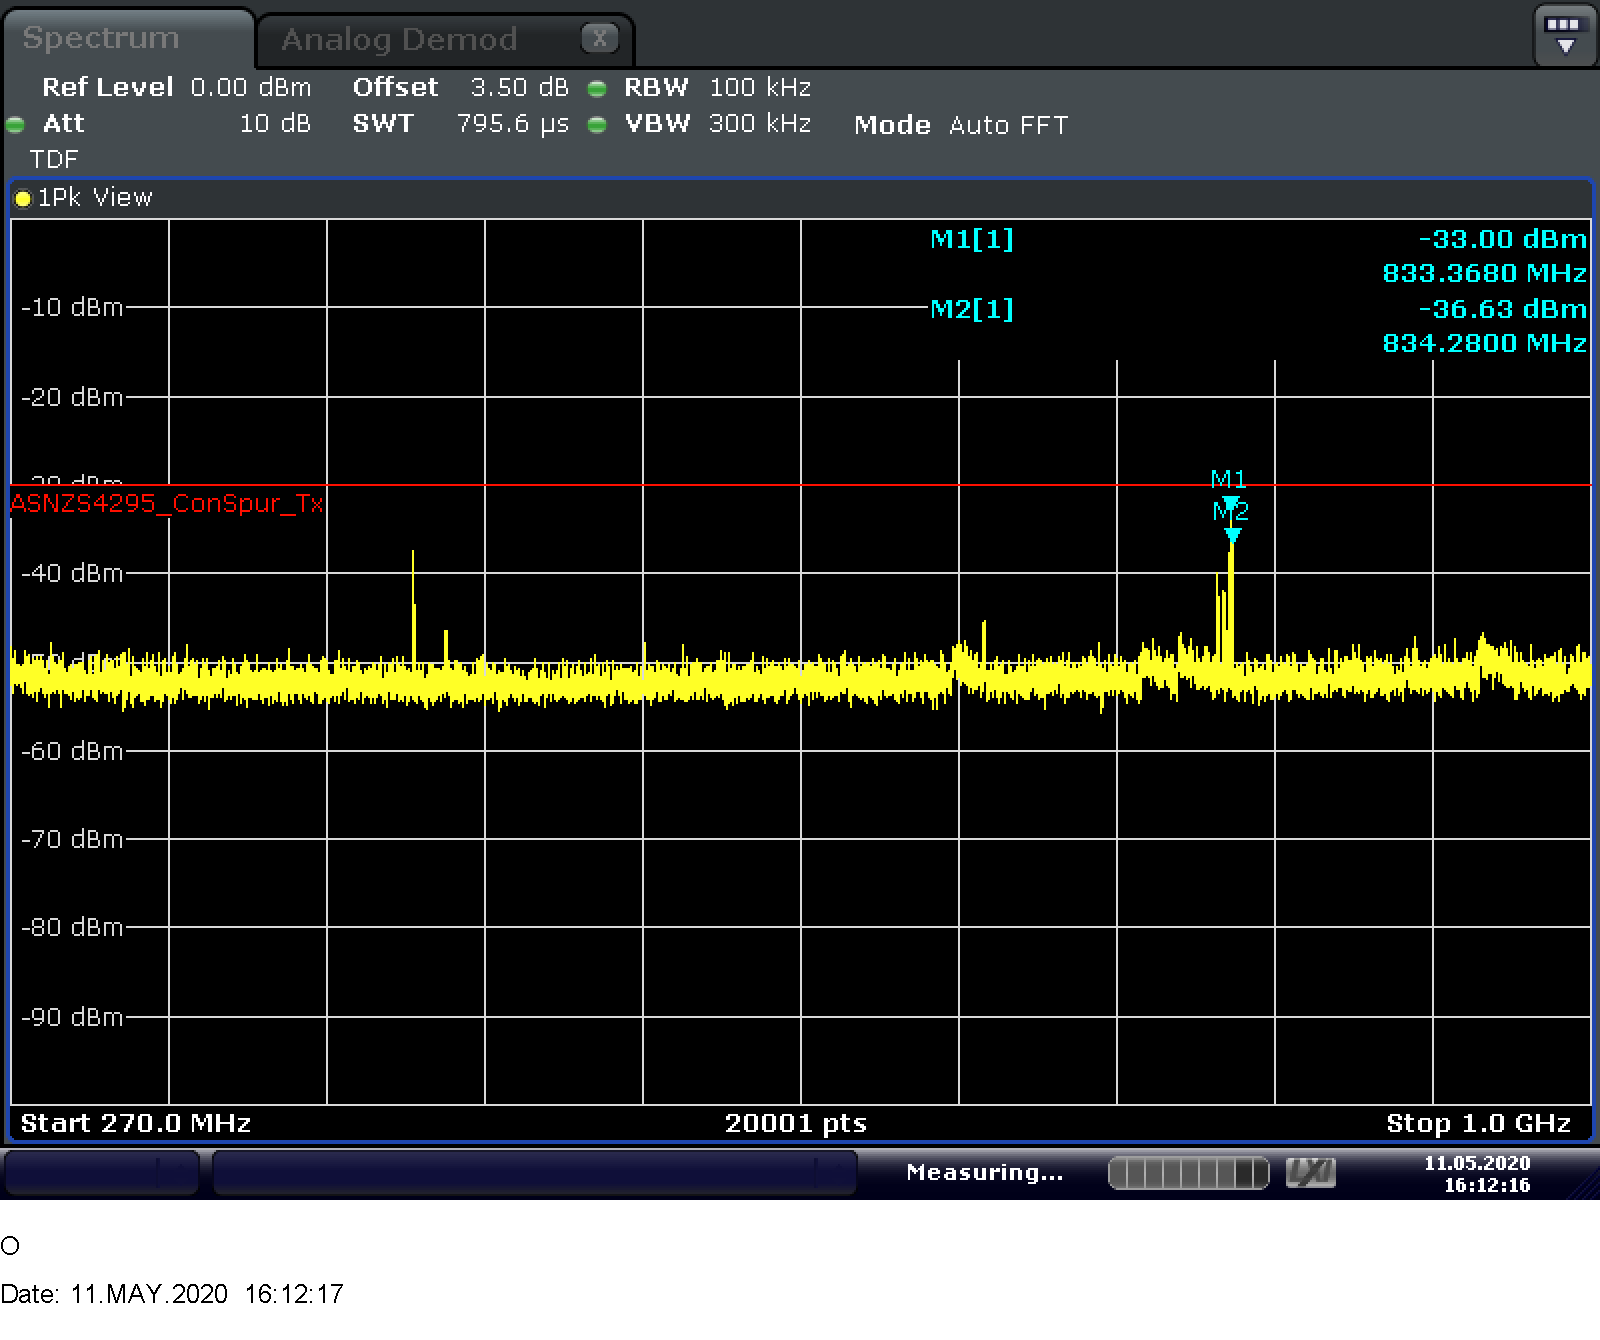 Spectrum
Analog Demod X
Ref Level 0.00 dBm Offset 3.50 dB RBW 100 kHz
Att 10 dB SWT 795.6 µs VBW 300 kHz Mode Auto FFT
TDF
1Pk View
M1[1] -33.00 dBm
833.3680 MHz
-10 dBm M2[1] -36.63 dBm
834.2800 MHz
-20 dBm
M1
ASNZS4295_ConSpur_Tx
M2
-40 dBm
-60 dBm
-70 dBm
-80 dBm
-90 dBm
Start 270.0 MHz 20001 pts Stop 1.0 GHz
Measuring... LXI 11.05.2020
16:12:16
O
Date: 11.MAY.2020 16:12:17